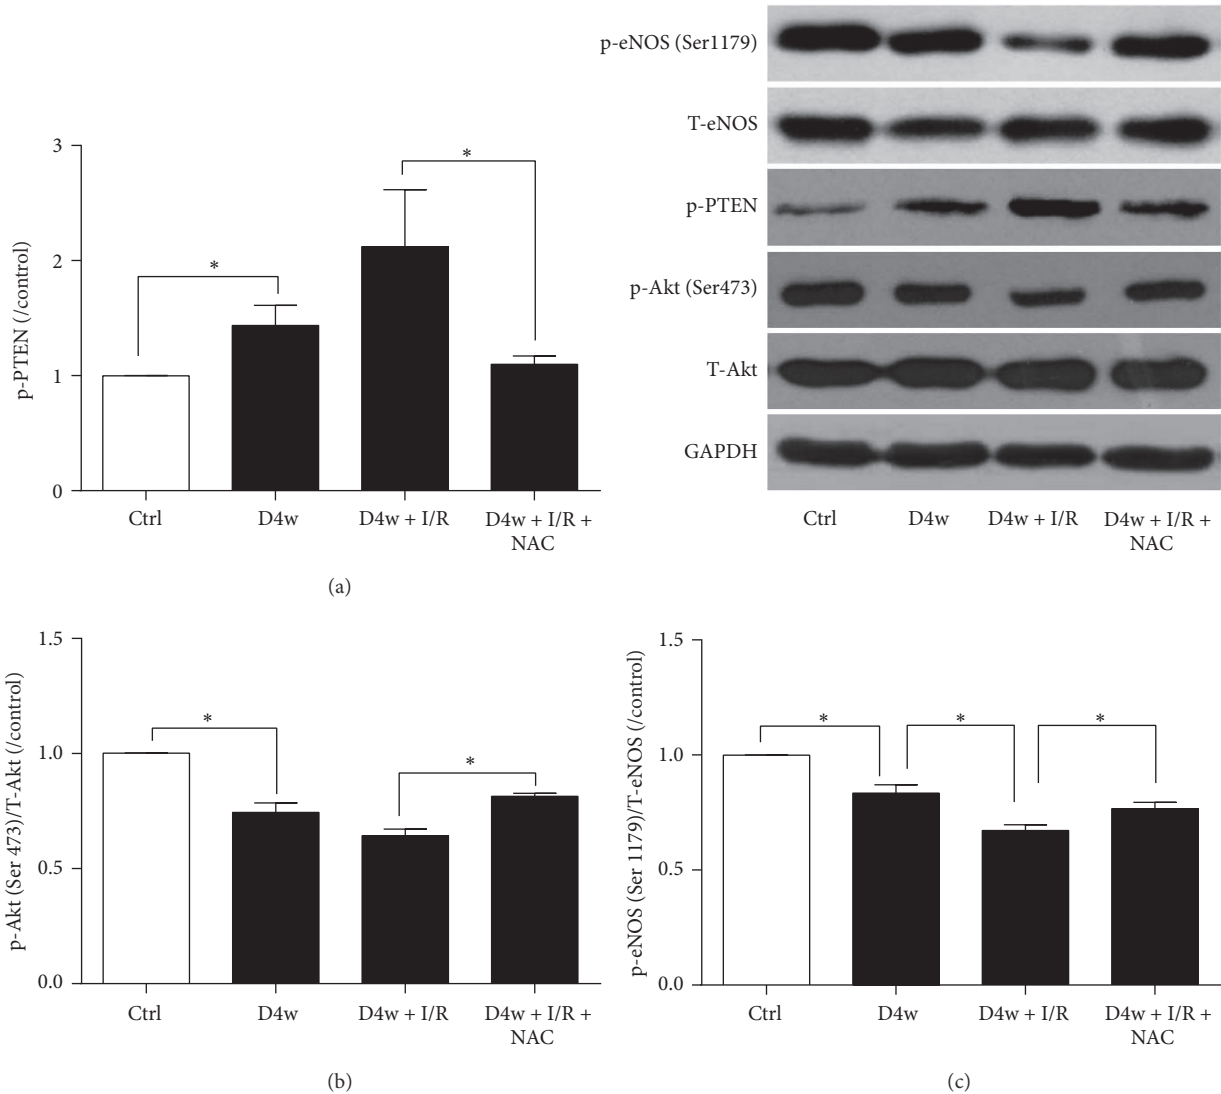 p-PTEN (/control)
3
2
1
0
*
*
Ctrl
D4w
D4w + I/R
D4w + I/R +
NAC
(a)
p-eNOS (Ser1179)
T-eNOS
p-PTEN
p-Akt (Ser473)
T-Akt
GAPDH
Ctrl
D4w
D4w + I/R
D4w + I/R +
NAC
p-Akt (Ser 473)/T-Akt (/control)
1.5
1.0
0.5
0.0
*
*
Ctrl
D4w
D4w + I/R
D4w + I/R +
NAC
(b)
p-eNOS (Ser 1179)/T-eNOS (/control)
1.5
1.0
0.5
0.0
*
*
*
Ctrl
D4w
D4w + I/R
D4w + I/R +
NAC
(c)